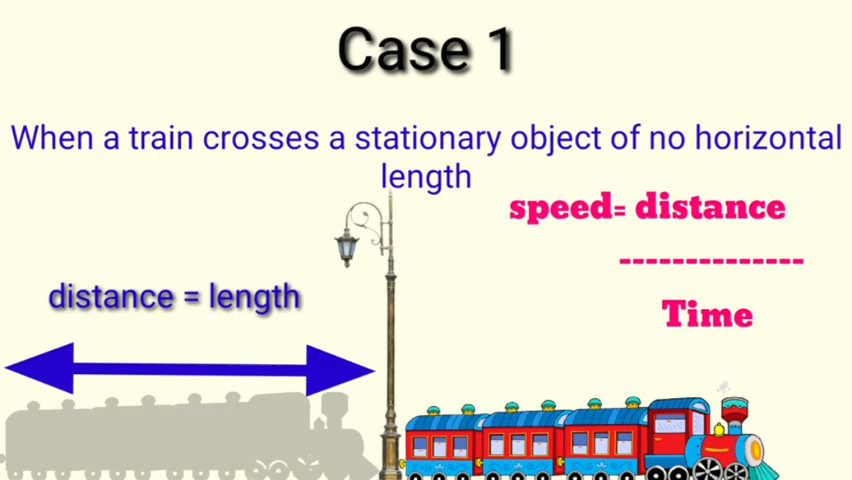 Case 1
When a train crosses a stationary object of no horizontal
length
speed= distance
--------------
Time
distance = length